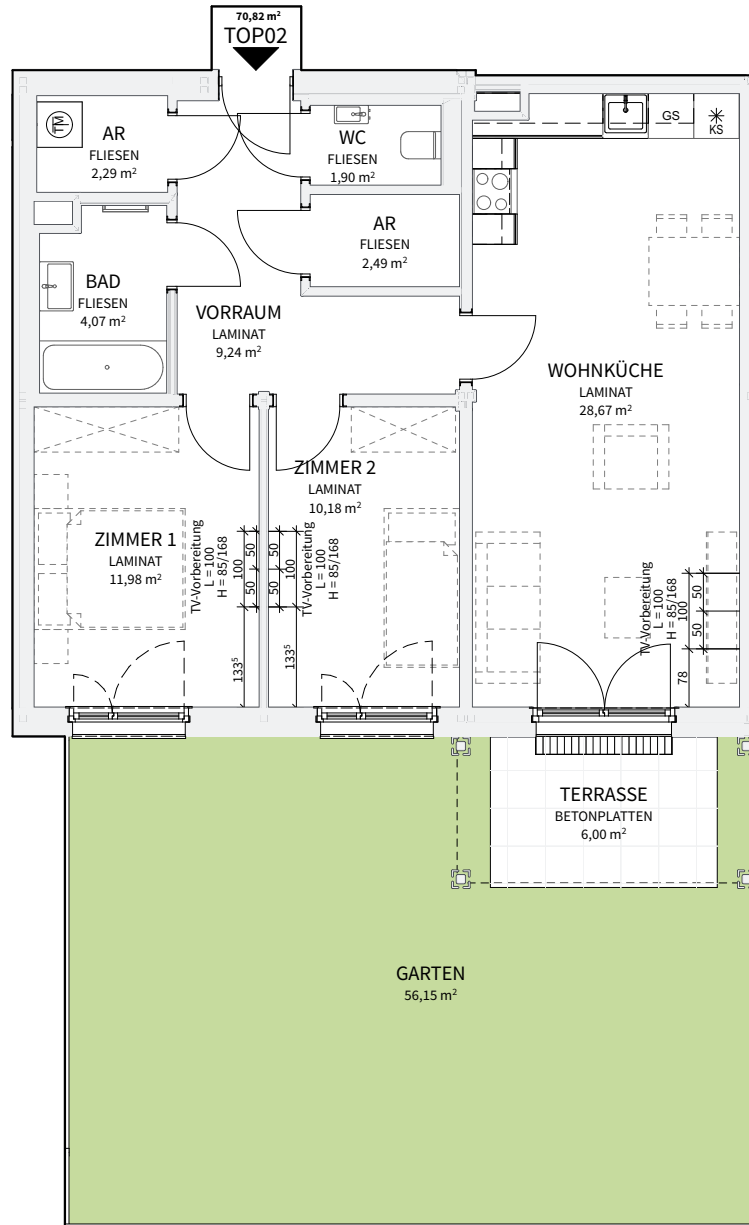 70,82 m²
TOP02
TM
AR
FLIESEN
2,29 m²
WC
FLIESEN
1,90 m²
GS
KS
AR
FLIESEN
2,49 m²
BAD
FLIESEN
4,07 m²
VORRAUM
LAMINAT
9,24 m²
WOHNKÜCHE
LAMINAT
28,67 m²
ZIMMER 1
LAMINAT
11,98 m²
TV-Vorbereitung
L = 100
H = 85/168
100
50
50
133⁵
ZIMMER 2
LAMINAT
10,18 m²
50
50
100
TV-Vorbereitung
L = 100
H = 85/168
133⁵
TV-Vorbereitung
L = 100
H = 85/168
100
50
50
78
TERRASSE
BETONPLATTEN
6,00 m²
GARTEN
56,15 m²